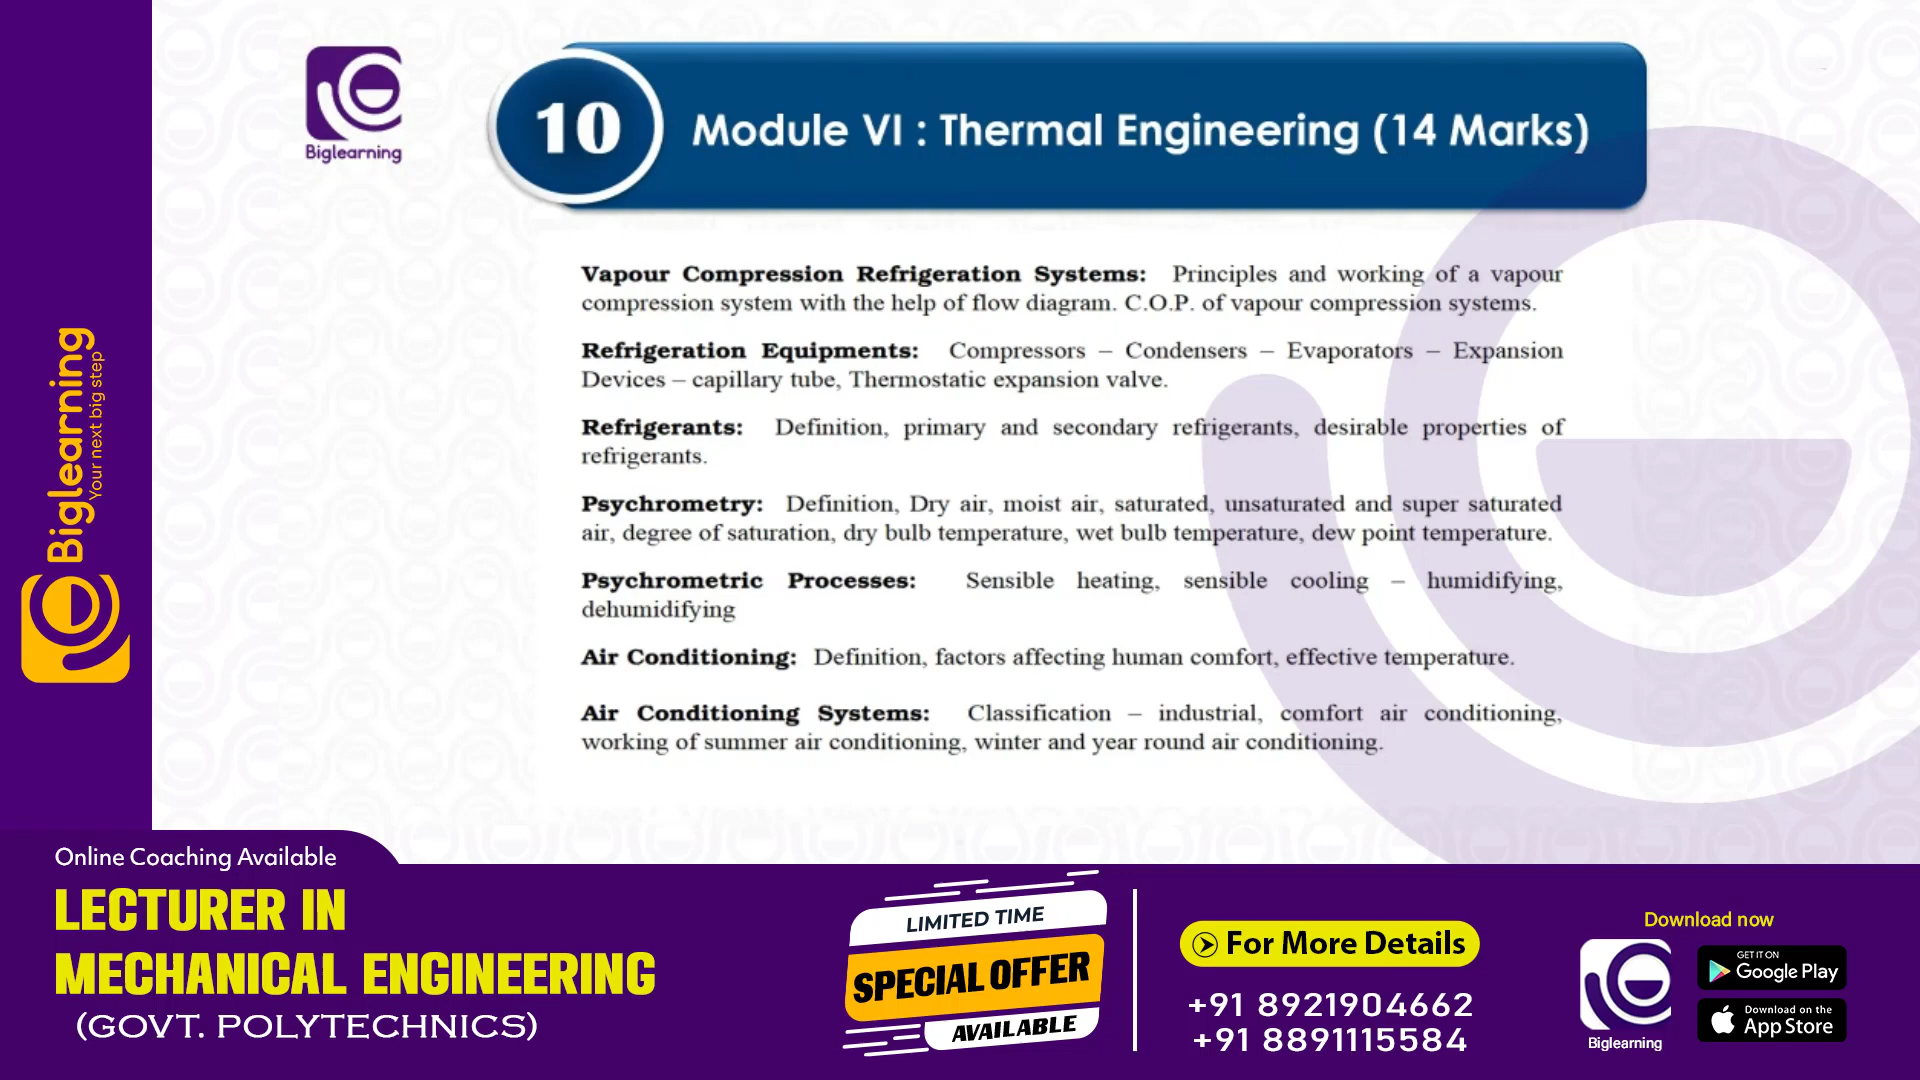 Biglearning
10
Module VI : Thermal Engineering (14 Marks)
Vapour Compression Refrigeration Systems: Principles and working of a vapour
compression system with the help of flow diagram. C.O.P. of vapour compression systems.
Refrigeration Equipments: Compressors – Condensers – Evaporators – Expansion
Devices – capillary tube, Thermostatic expansion valve.
Refrigerants: Definition, primary and secondary refrigerants, desirable properties of
refrigerants.
Psychrometry: Definition, Dry air, moist air, saturated, unsaturated and super saturated
air, degree of saturation, dry bulb temperature, wet bulb temperature, dew point temperature.
Psychrometric Processes: Sensible heating, sensible cooling – humidifying,
dehumidifying
Air Conditioning: Definition, factors affecting human comfort, effective temperature.
Air Conditioning Systems: Classification – industrial, comfort air conditioning,
working of summer air conditioning, winter and year round air conditioning.
Biglearning
Your next big step
Online Coaching Available
LECTURER IN
MECHANICAL ENGINEERING
(GOVT. POLYTECHNICS)
LIMITED TIME
SPECIAL OFFER
AVAILABLE
For More Details
+91 8921904662
+91 8891115584
Download now
Biglearning
GET IT ON
Google Play
Download on the
App Store